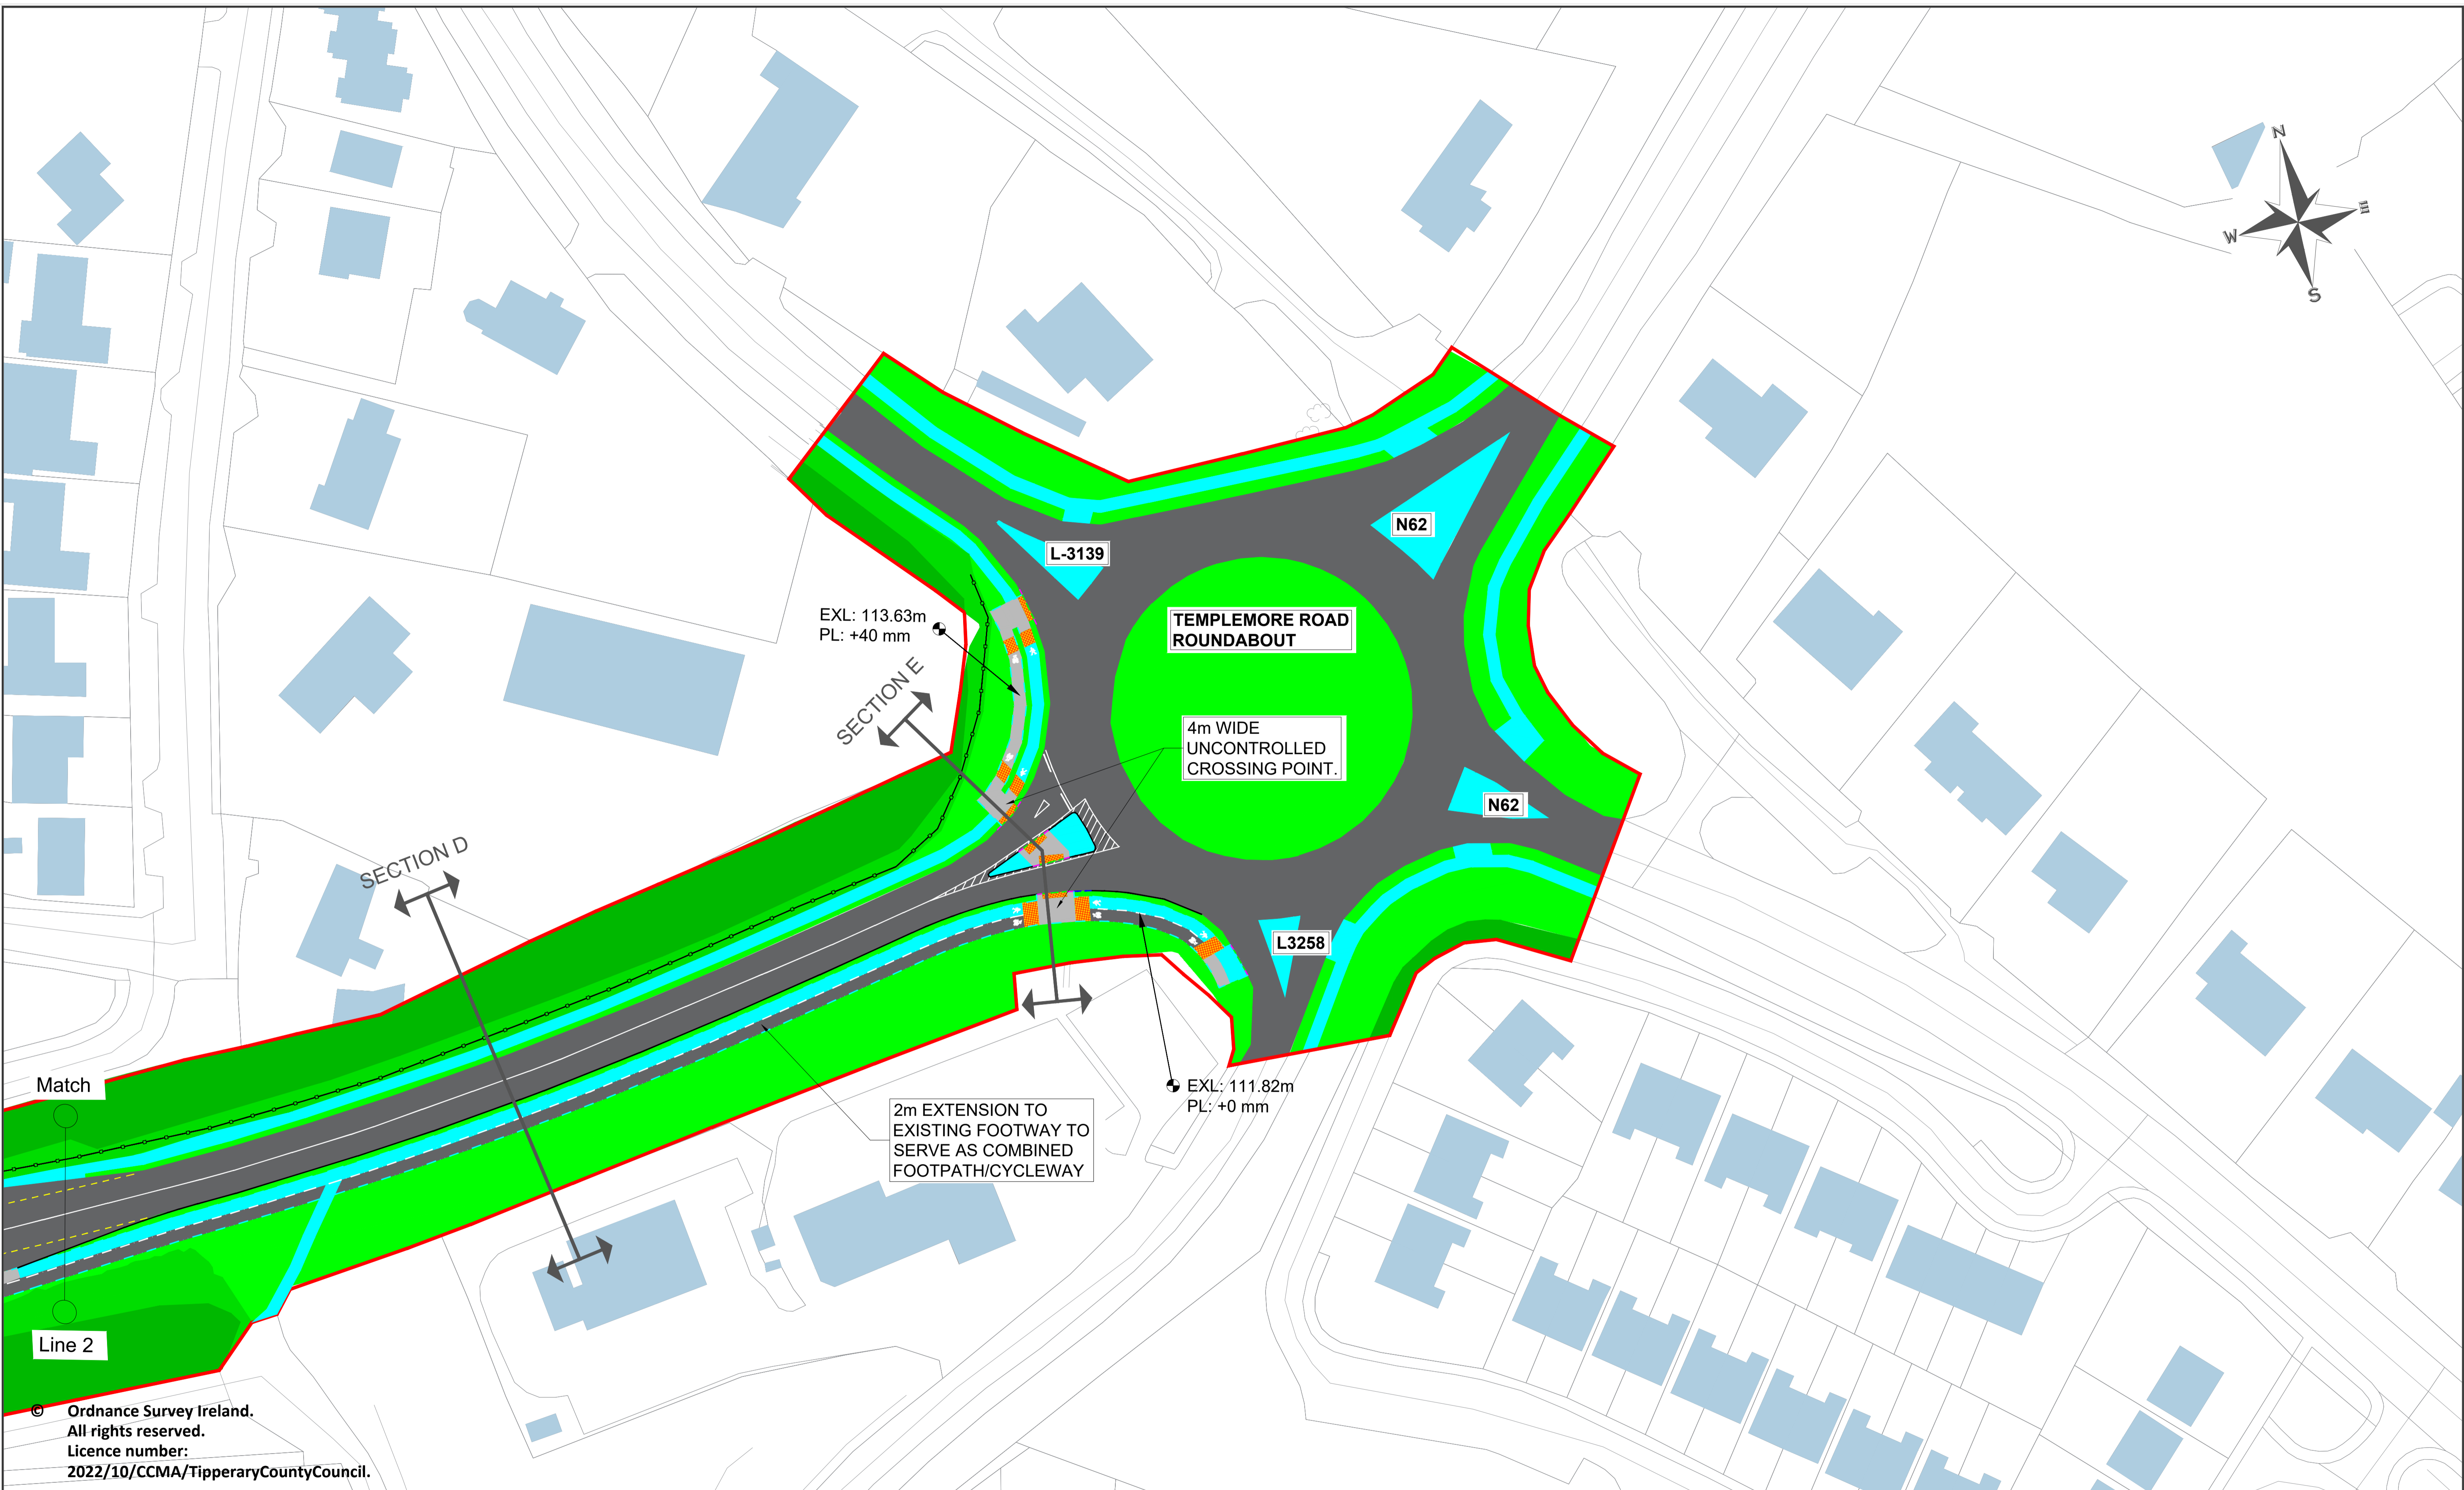 N
W
E
S
N62
L-3139
EXL: 113.63m
PL: +40 mm
TEMPLEMORE ROAD
ROUNDABOUT
SECTION E
4m WIDE
UNCONTROLLED
CROSSING POINT.
N62
SECTION D
L3258
Match
EXL: 111.82m
PL: +0 mm
2m EXTENSION TO
EXISTING FOOTWAY TO
SERVE AS COMBINED
FOOTPATH/CYCLEWAY
Line 2
© Ordnance Survey Ireland.
All rights reserved.
Licence number:
2022/10/CCMA/TipperaryCountyCouncil.